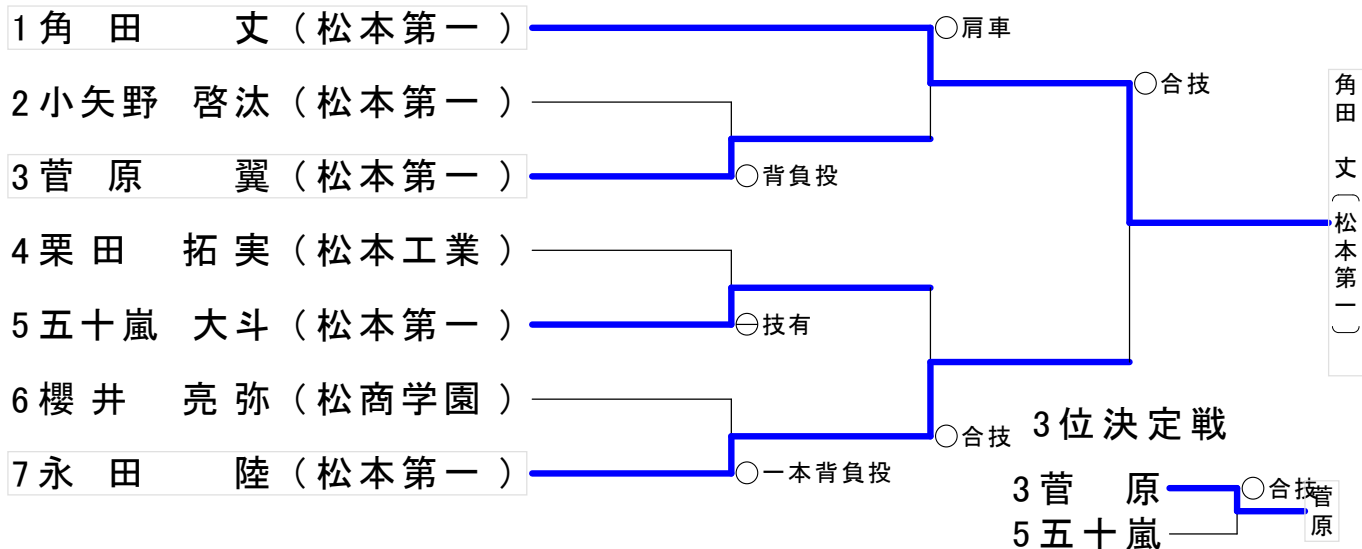 1 角田 丈（松本第一）
○肩車
○合技
2 小矢野 啓汰（松本第一）
3 菅原 翼（松本第一）
○背負投
角田 丈（松本第一）
4 栗田 拓実（松本工業）
5 五十嵐 大斗（松本第一）
㊀技有
6 櫻井 亮弥（松商学園）
○合技
7 永田 陸（松本第一）
○一本背負投
3位決定戦
3 菅原
○合技
菅原
5 五十嵐